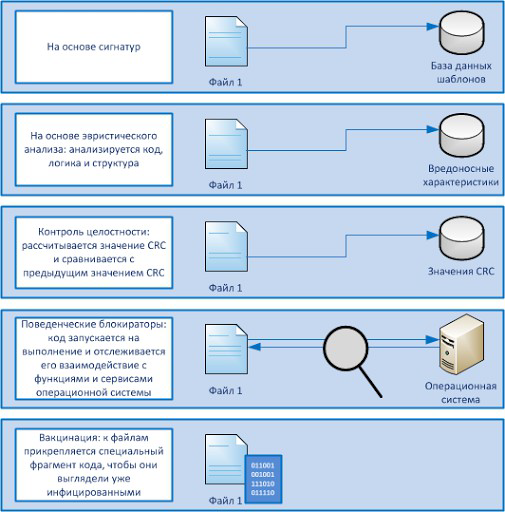 На основе сигнатур
Файл 1
База данных
шаблонов
На основе эвристического
анализа: анализируется код,
логика и структура
Файл 1
Вредоносные
характеристики
Контроль целостности:
рассчитывается значение CRC
и сравнивается с
предыдущим значением CRC
Файл 1
Значения CRC
Поведенческие блокираторы:
код запускается на
выполнение и отслеживается
его взаимодействие с
функциями и сервисами
операционной системы
Файл 1
Операционная
система
Вакцинация: к файлам
прикрепляется специальный
фрагмент кода, чтобы они
выглядели уже
инфицированными
Файл 1
011001
001001
111010
011110